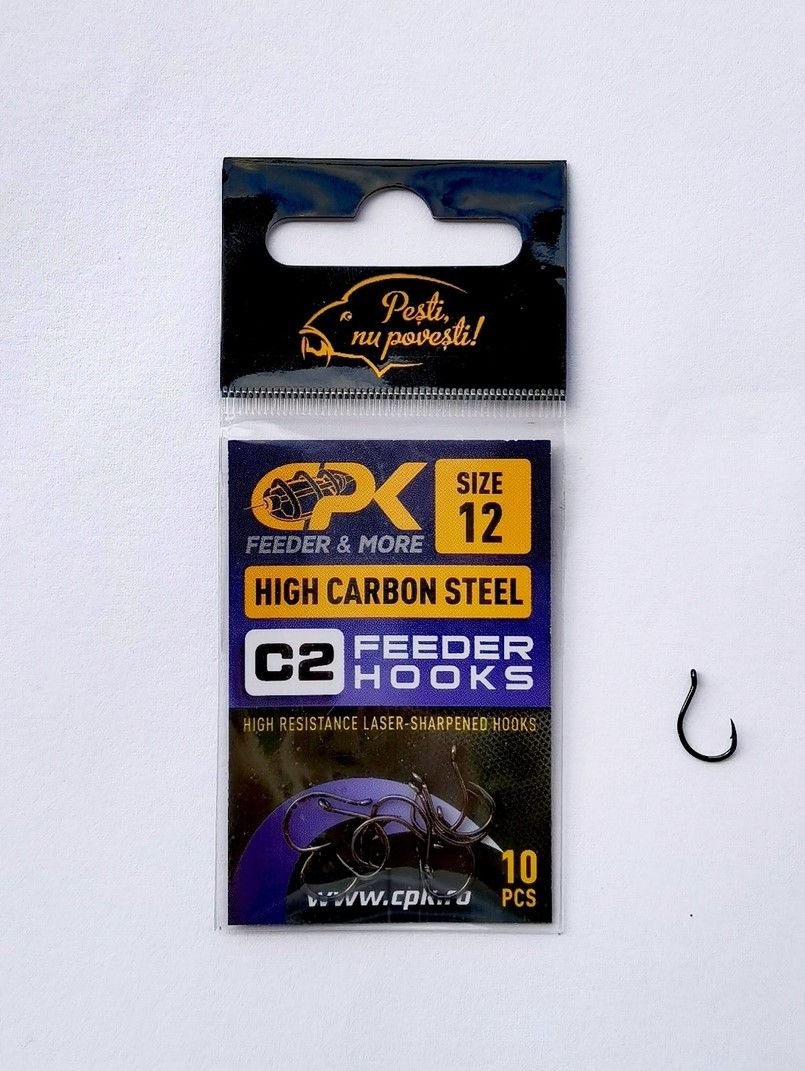 Pești,
nu povești!
CPK
FEEDER & MORE
SIZE
12
HIGH CARBON STEEL
C2
FEEDER
HOOKS
HIGH RESISTANCE LASER-SHARPENED HOOKS
10
PCS
www.cpk.ro